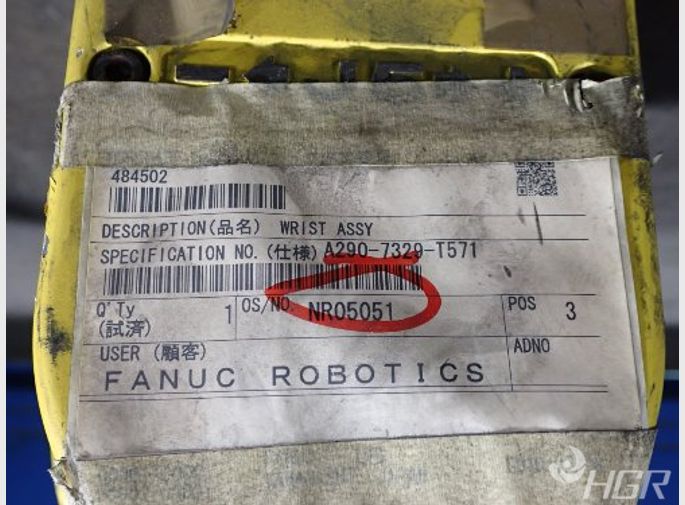 484502
DESCRIPTION(品名) WRIST ASSY
SPECIFICATION NO.(仕様) A290-7329-T571
Q'Ty (試済) 1 OS/NO. NR05051 POS 3
USER (顧客) ADNO
FANUC ROBOTICS
HGR